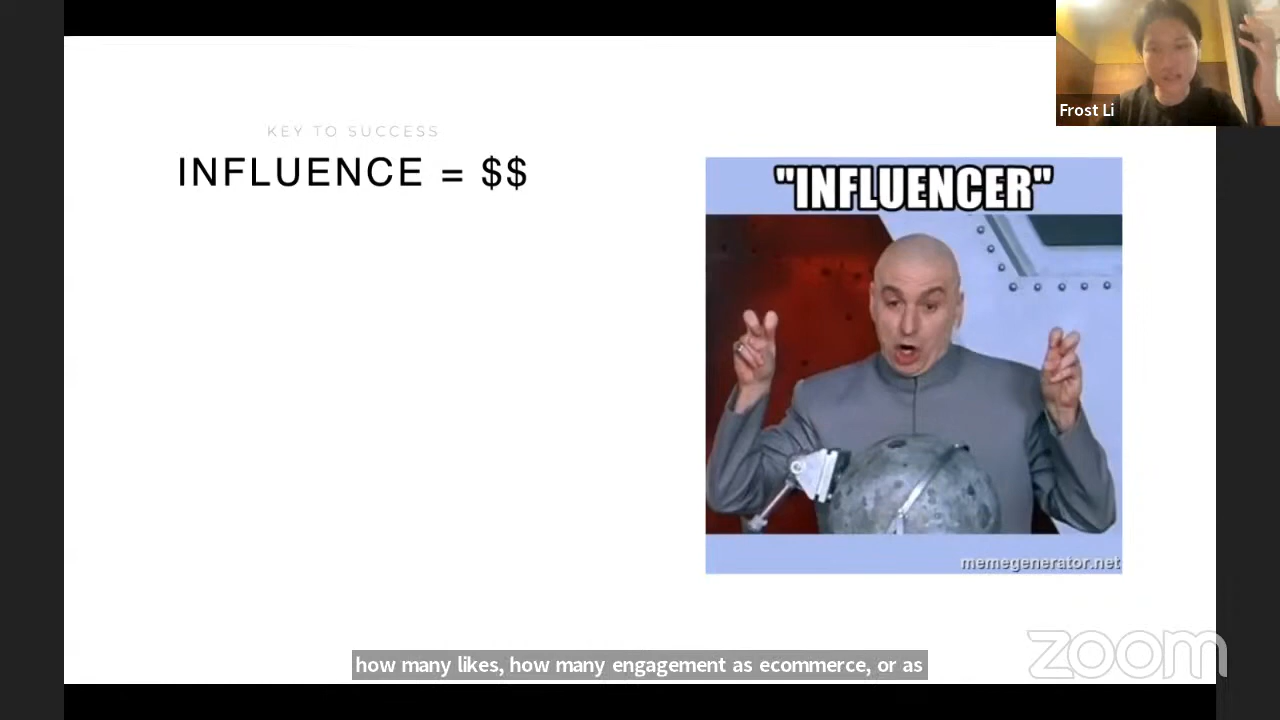 KEY TO SUCCESS
INFLUENCE = $$
Frost Li
"INFLUENCER"
memegenerator.net
how many likes, how many engagement as ecommerce, or as
zoom